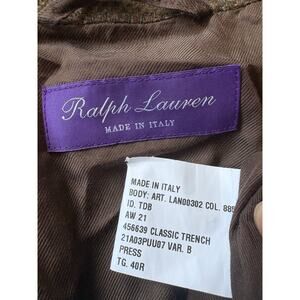 Ralph Lauren
MADE IN ITALY
MADE IN ITALY
BODY: ART. LAN00302 COL. 885
ID. TDB
AW 21
456639 CLASSIC TRENCH
21A03PUU07 VAR. B
PRESS
TG. 40R